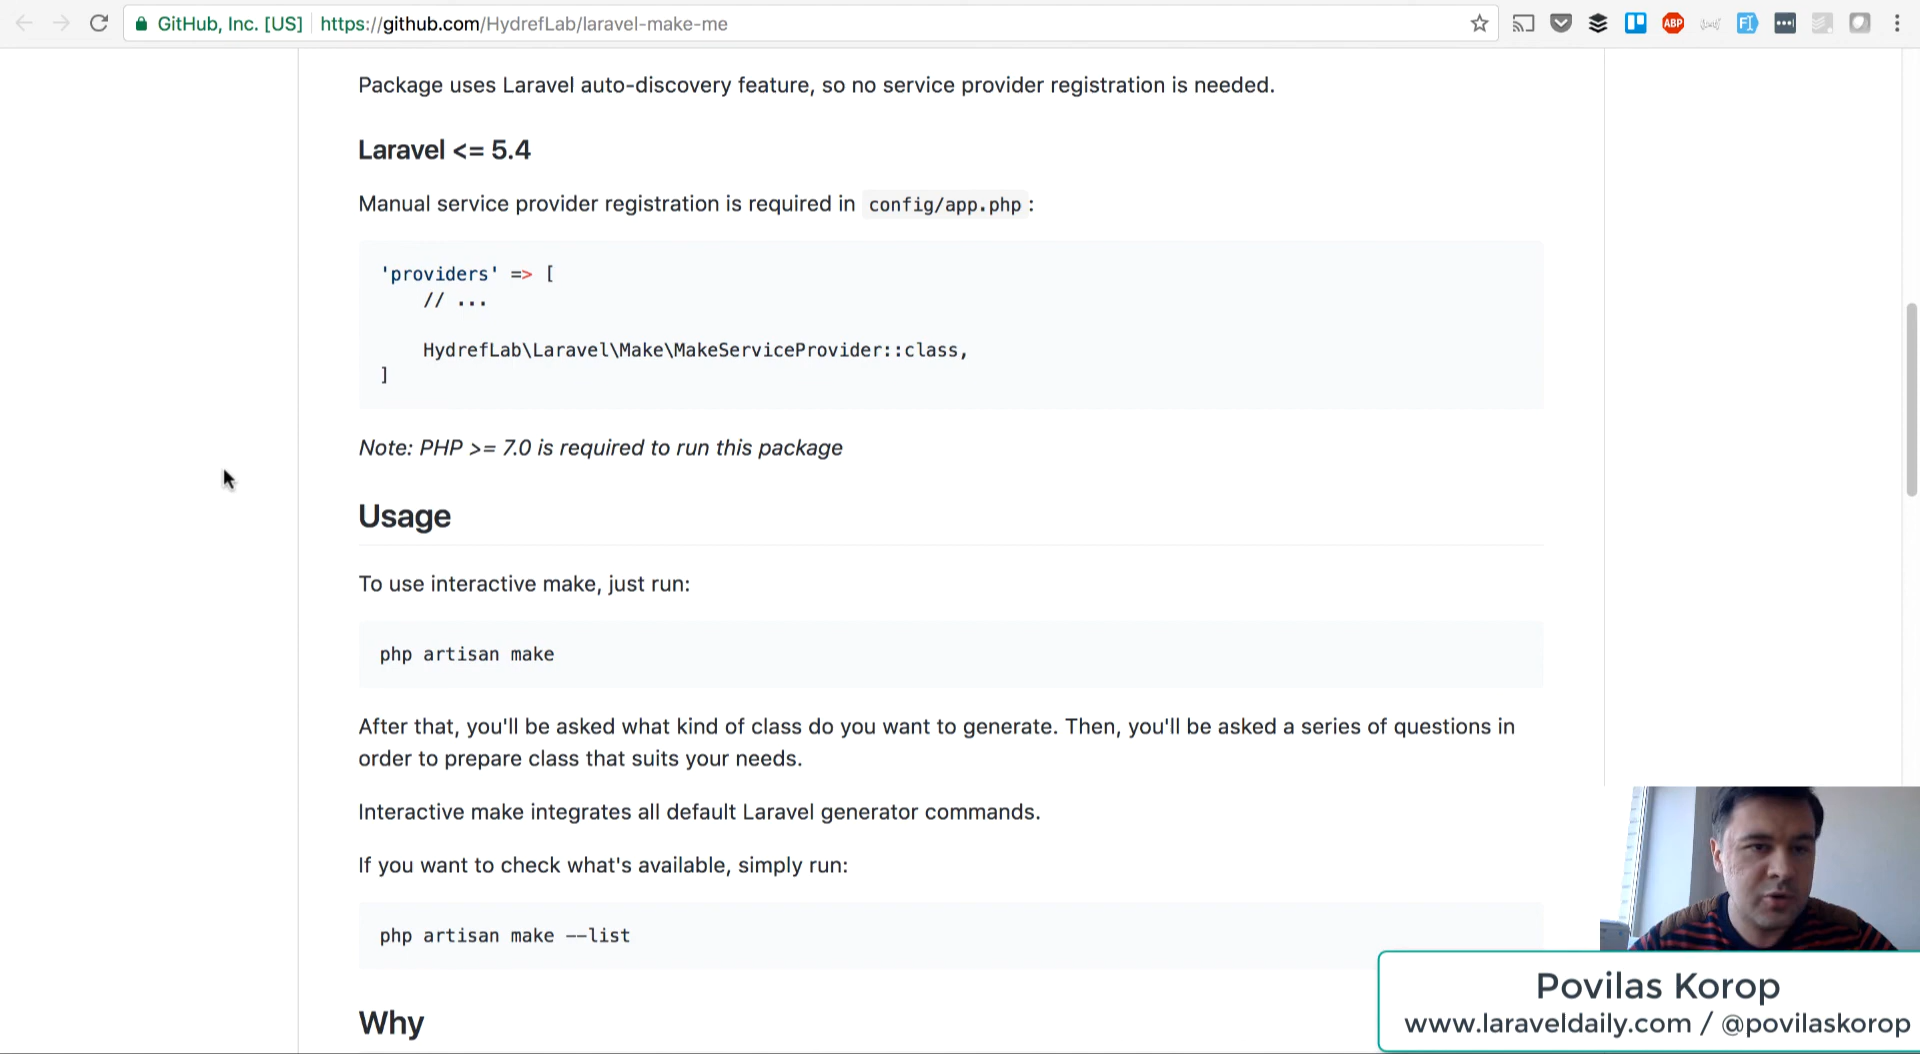 GitHub, Inc. [US] https://github.com/HydrefLab/laravel-make-me
ABP
Package uses Laravel auto-discovery feature, so no service provider registration is needed.
Laravel <= 5.4
Manual service provider registration is required in config/app.php :
'providers' => [
// ...
HydrefLab\Laravel\Make\MakeServiceProvider::class,
]
Note: PHP >= 7.0 is required to run this package
Usage
To use interactive make, just run:
php artisan make
After that, you'll be asked what kind of class do you want to generate. Then, you'll be asked a series of questions in
order to prepare class that suits your needs.
Interactive make integrates all default Laravel generator commands.
If you want to check what's available, simply run:
php artisan make --list
Why
Povilas Korop
www.laraveldaily.com / @povilaskorop